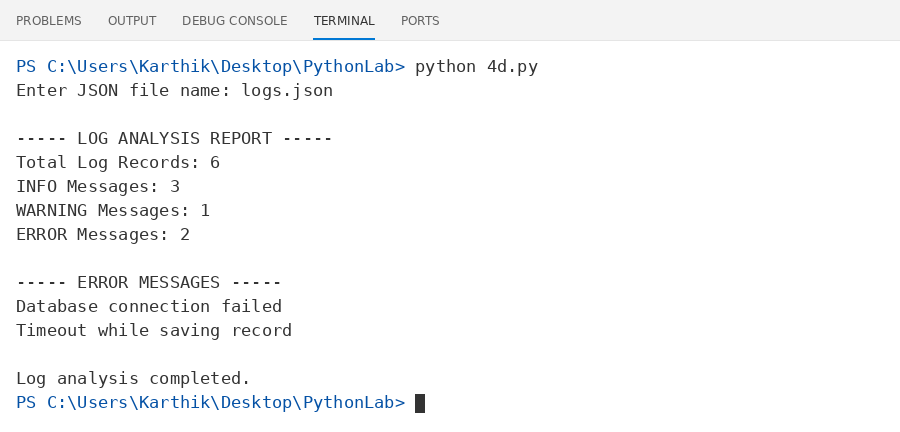 PROBLEMS OUTPUT DEBUG CONSOLE TERMINAL PORTS
PS C:\Users\Karthik\Desktop\PythonLab> python 4d.py
Enter JSON file name: logs.json
----- LOG ANALYSIS REPORT -----
Total Log Records: 6
INFO Messages: 3
WARNING Messages: 1
ERROR Messages: 2
----- ERROR MESSAGES -----
Database connection failed
Timeout while saving record
Log analysis completed.
PS C:\Users\Karthik\Desktop\PythonLab>